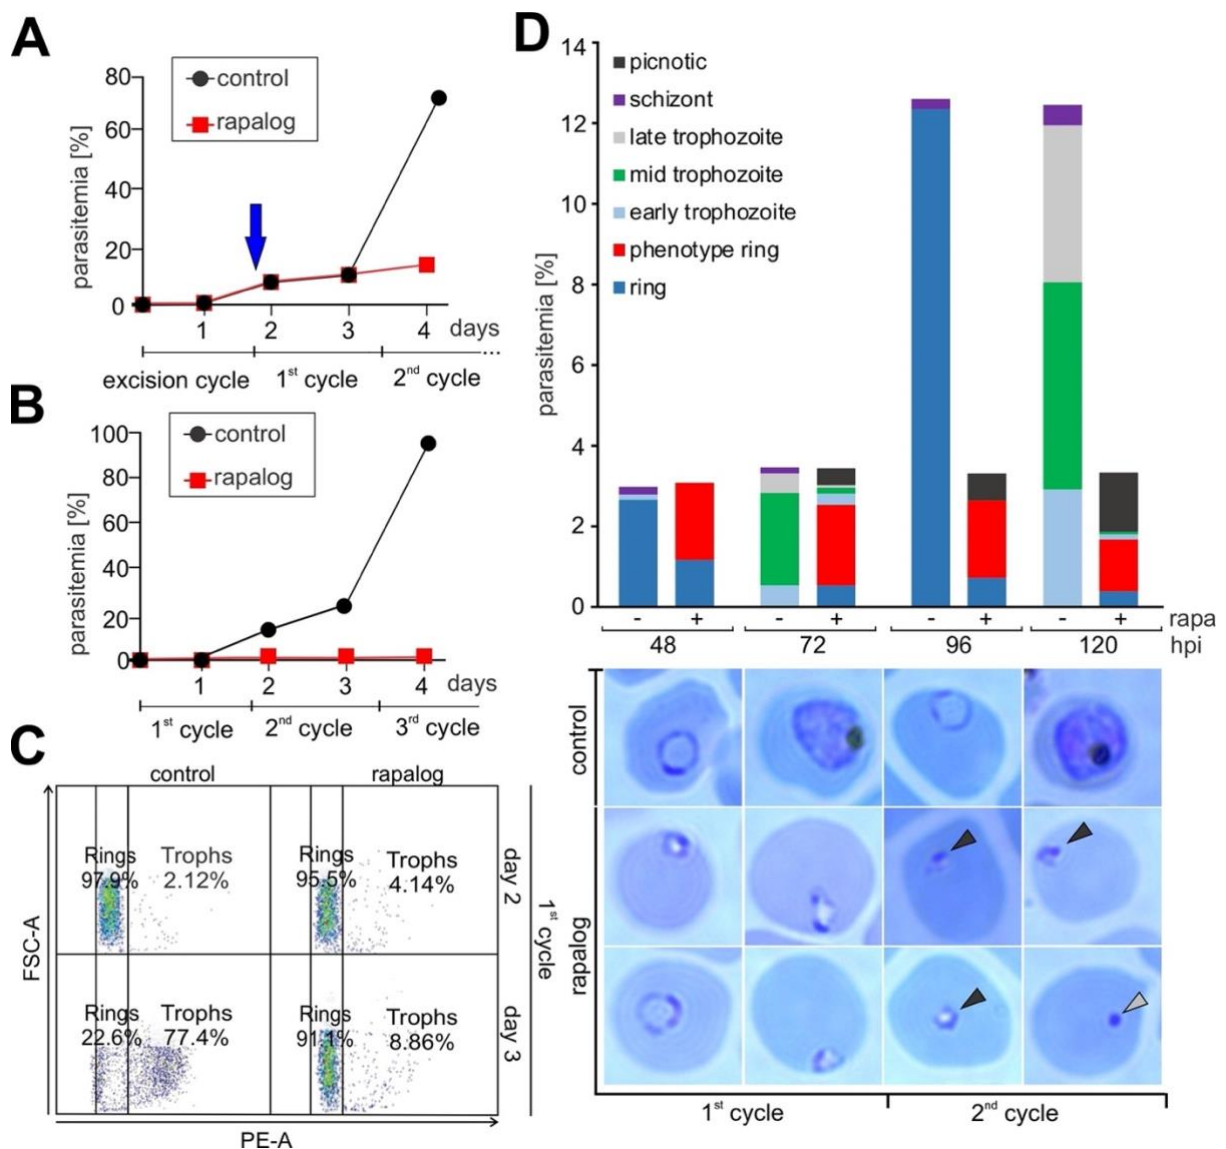 A
control
rapalog
parasitemia [%]
80
60
40
20
0
1
2
3
4
days
excision cycle
1st cycle
2nd cycle
B
control
rapalog
parasitemia [%]
100
80
60
40
20
0
1
2
3
4
days
1st cycle
2nd cycle
3rd cycle
C
control
rapalog
Rings
97.9%
Trophs
2.12%
Rings
95.5%
Trophs
4.14%
day 2
Rings
22.6%
Trophs
77.4%
Rings
91.1%
Trophs
8.86%
day 3
1st cycle
FSC-A
PE-A
D
picnotic
schizont
late trophozoite
mid trophozoite
early trophozoite
phenotype ring
ring
parasitemia [%]
14
12
10
8
6
4
2
0
- + - + - + - + rapa
48 72 96 120 hpi
control
rapalog
1st cycle
2nd cycle